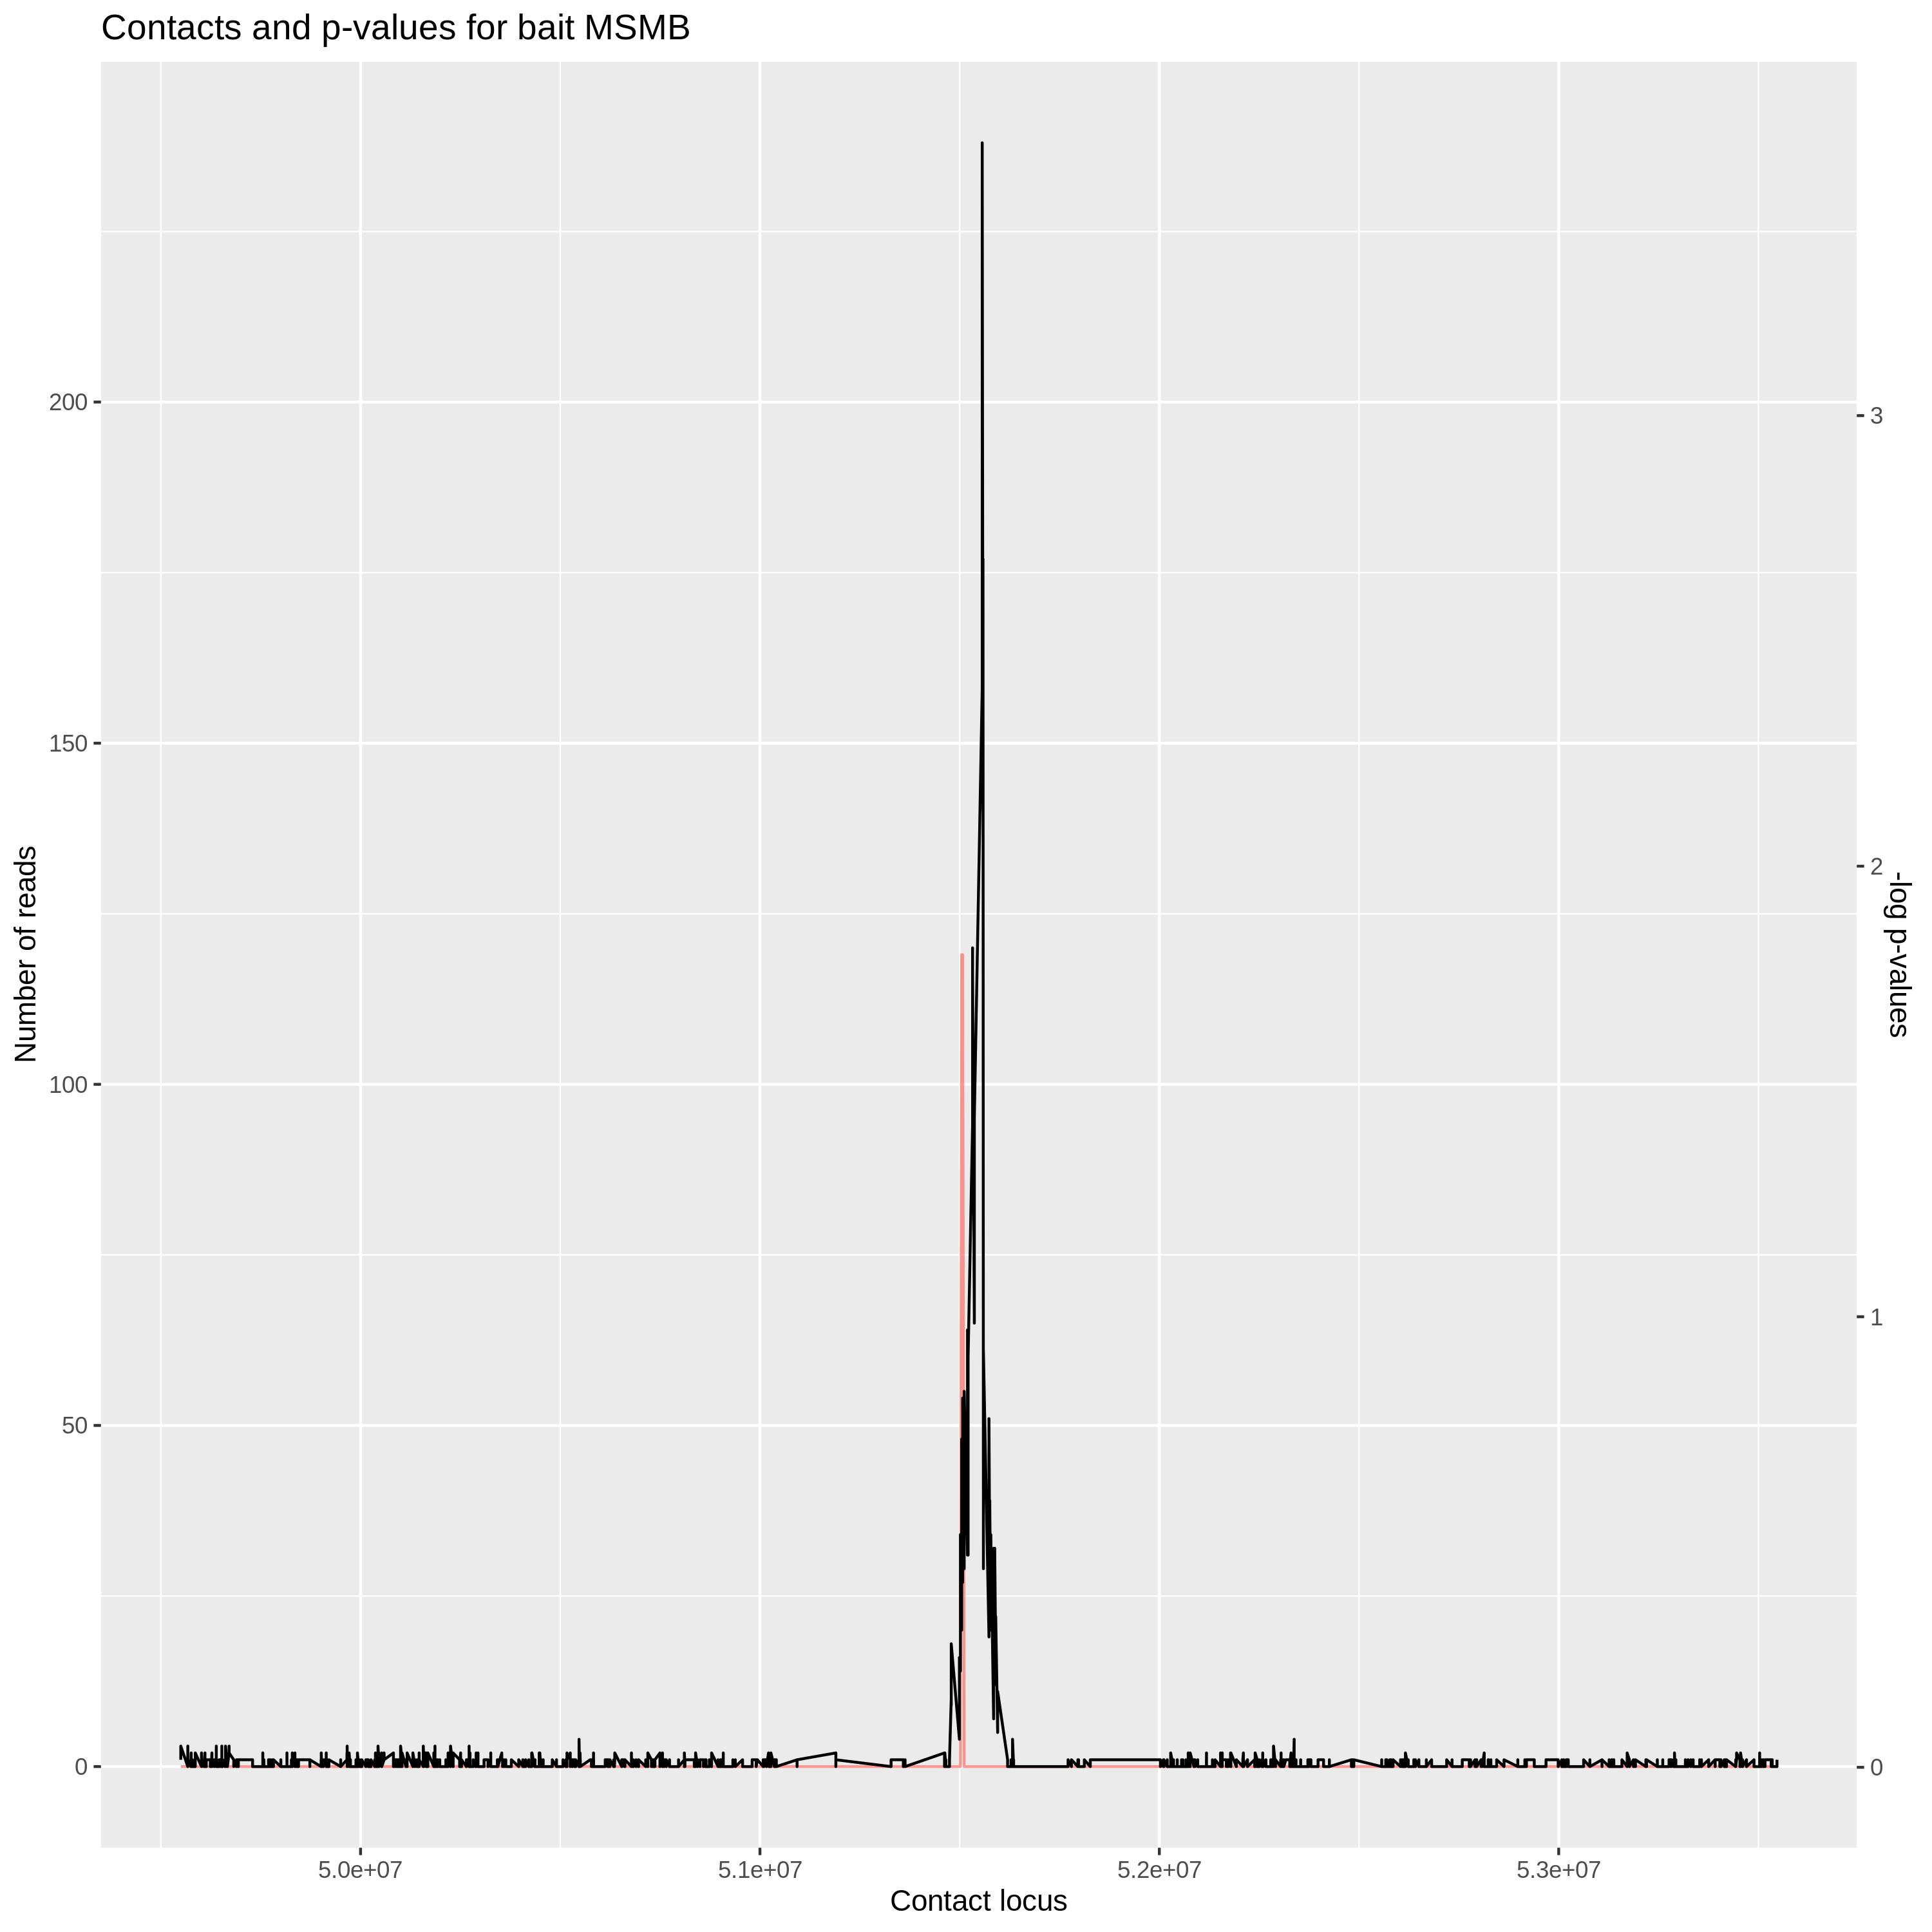 Contacts and p-values for bait MSMB
Number of reads
200
150
100
50
0
3
2
1
0
-log p-values
5.0e+07
5.1e+07
5.2e+07
5.3e+07
Contact locus